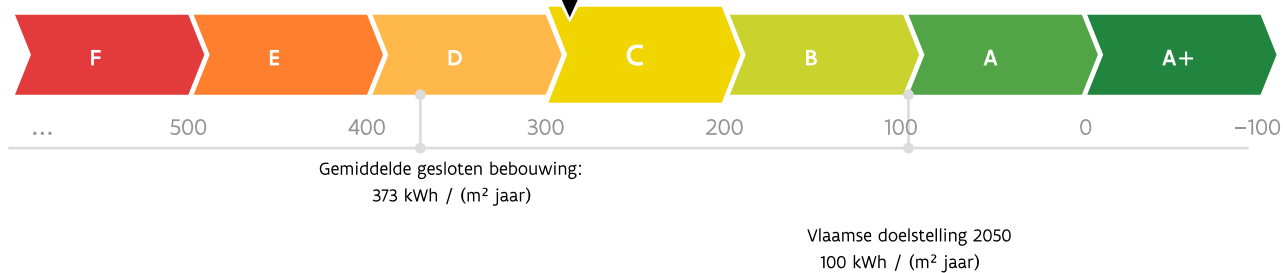 F E D C B A A+
... 500 400 300 200 100 0 −100
Gemiddelde gesloten bebouwing:
373 kWh / (m² jaar)
Vlaamse doelstelling 2050
100 kWh / (m² jaar)